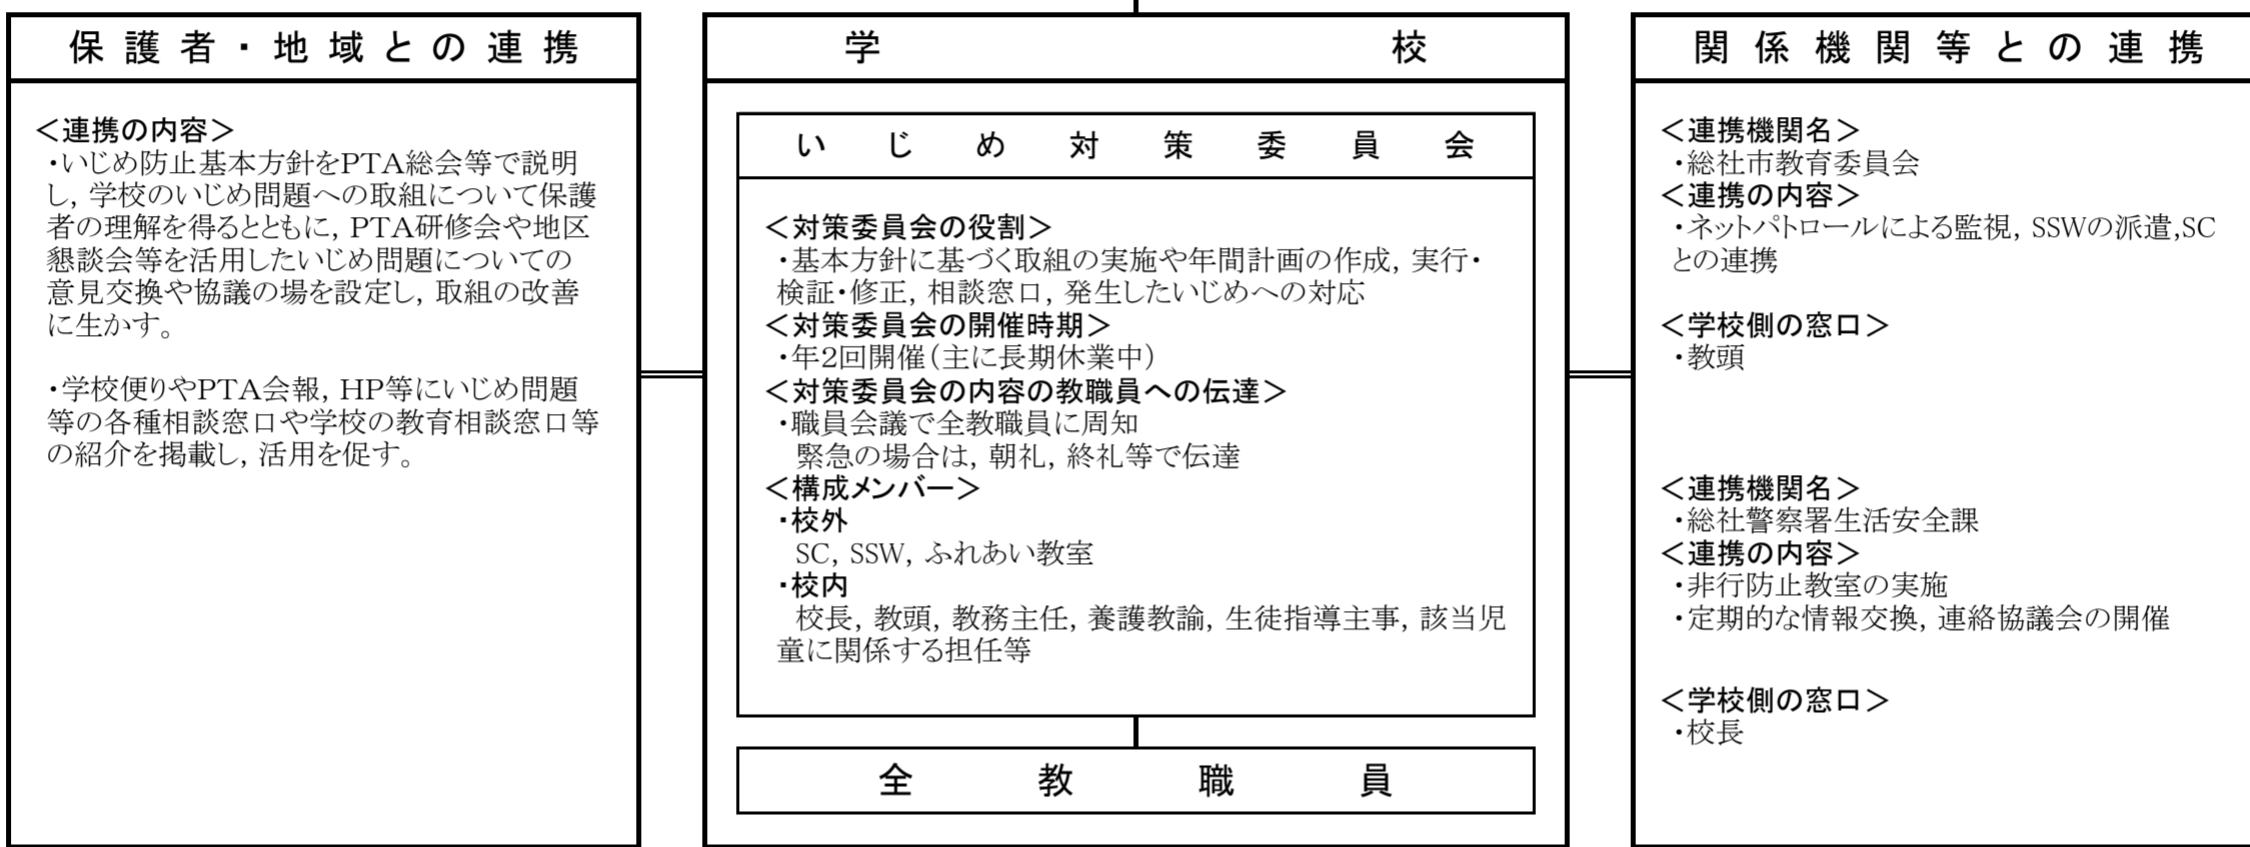 保護者・地域との連携
＜連携の内容＞
・いじめ防止基本方針をPTA総会等で説明
し, 学校のいじめ問題への取組について保護
者の理解を得るとともに, PTA研修会や地区
懇談会等を活用したいじめ問題についての
意見交換や協議の場を設定し, 取組の改善
に生かす。
・学校便りやPTA会報, HP等にいじめ問題
等の各種相談窓口や学校の教育相談窓口等
の紹介を掲載し, 活用を促す。
学校
いじめ対策委員会
＜対策委員会の役割＞
・基本方針に基づく取組の実施や年間計画の作成, 実行・
検証・修正, 相談窓口, 発生したいじめへの対応
＜対策委員会の開催時期＞
・年2回開催（主に長期休業中）
＜対策委員会の内容の教職員への伝達＞
・職員会議で全教職員に周知
緊急の場合は, 朝礼, 終礼等で伝達
＜構成メンバー＞
・校外
SC, SSW, ふれあい教室
・校内
校長, 教頭, 教務主任, 養護教諭, 生徒指導主事, 該当児
童に関係する担任等
全教職員
関係機関等との連携
＜連携機関名＞
・総社市教育委員会
＜連携の内容＞
・ネットパトロールによる監視, SSWの派遣,SC
との連携
＜学校側の窓口＞
・教頭
＜連携機関名＞
・総社警察署生活安全課
＜連携の内容＞
・非行防止教室の実施
・定期的な情報交換, 連絡協議会の開催
＜学校側の窓口＞
・校長